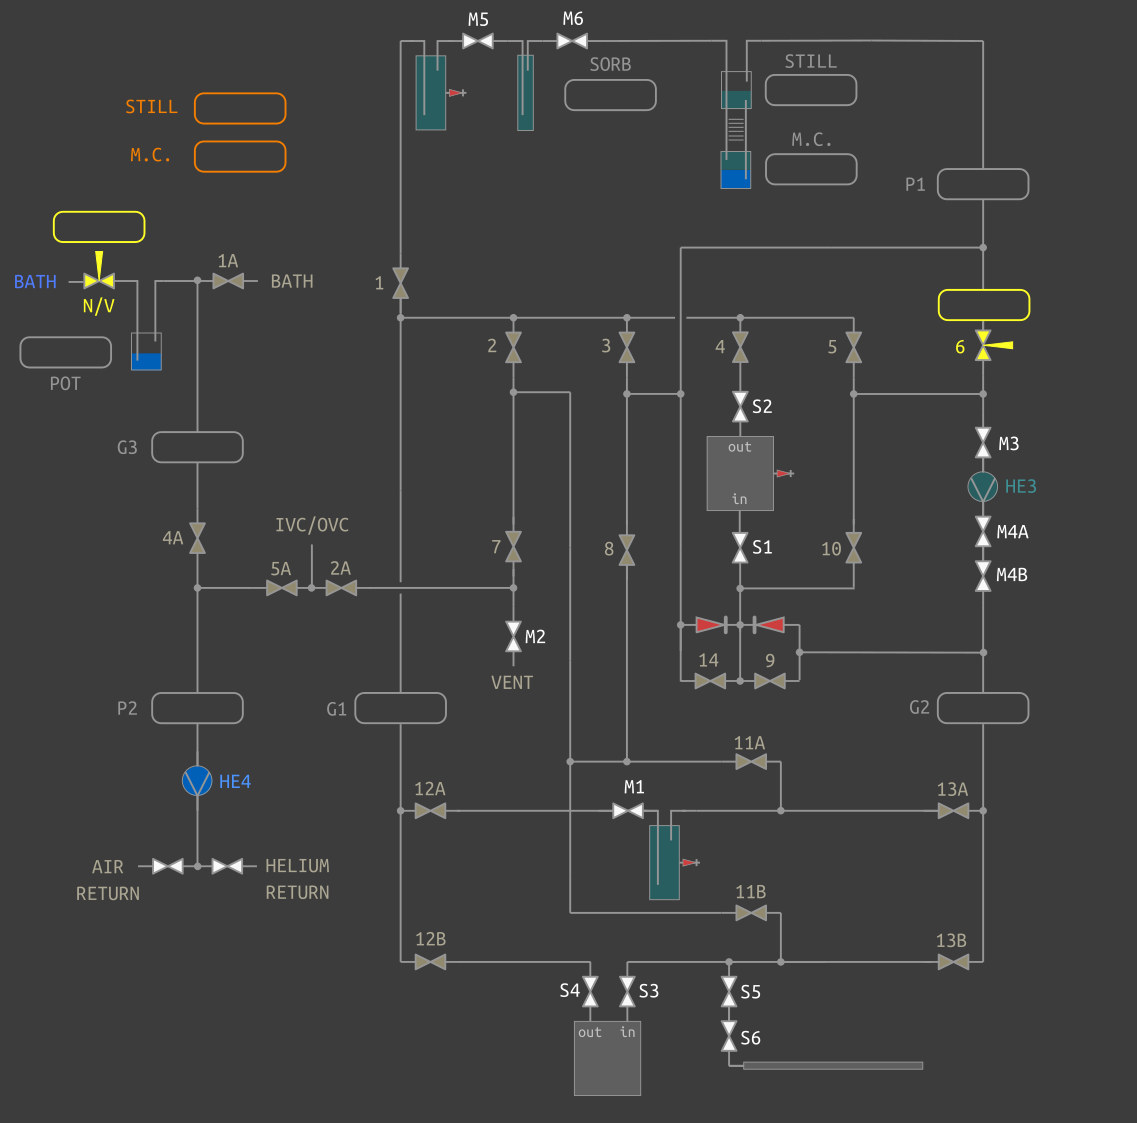 M5
M6
SORB
STILL
STILL
M.C.
M.C.
P1
1A
BATH
BATH
N/V
1
POT
2
3
4
5
6
S2
out
in
M3
HE3
G3
4A
IVC/OVC
5A
2A
7
8
S1
10
M4A
M4B
M2
VENT
14
9
P2
G1
G2
HE4
11A
12A
M1
13A
AIR
RETURN
HELIUM
RETURN
11B
12B
13B
S4
S3
S5
out
in
S6